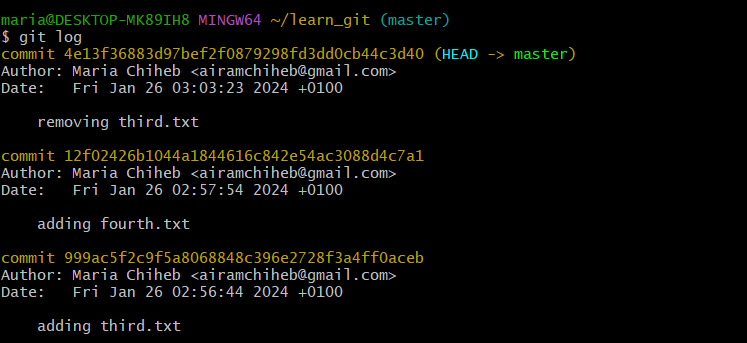 maria@DESKTOP-MK89IH8 MINGW64 ~/learn_git (master)
$ git log
commit 4e13f36883d97bef2f0879298fd3dd0cb44c3d40 (HEAD -> master)
Author: Maria Chiheb <airamchiheb@gmail.com>
Date:   Fri Jan 26 03:03:23 2024 +0100
    removing third.txt
commit 12f02426b1044a1844616c842e54ac3088d4c7a1
Author: Maria Chiheb <airamchiheb@gmail.com>
Date:   Fri Jan 26 02:57:54 2024 +0100
    adding fourth.txt
commit 999ac5f2c9f5a8068848c396e2728f3a4ff0aceb
Author: Maria Chiheb <airamchiheb@gmail.com>
Date:   Fri Jan 26 02:56:44 2024 +0100
    adding third.txt